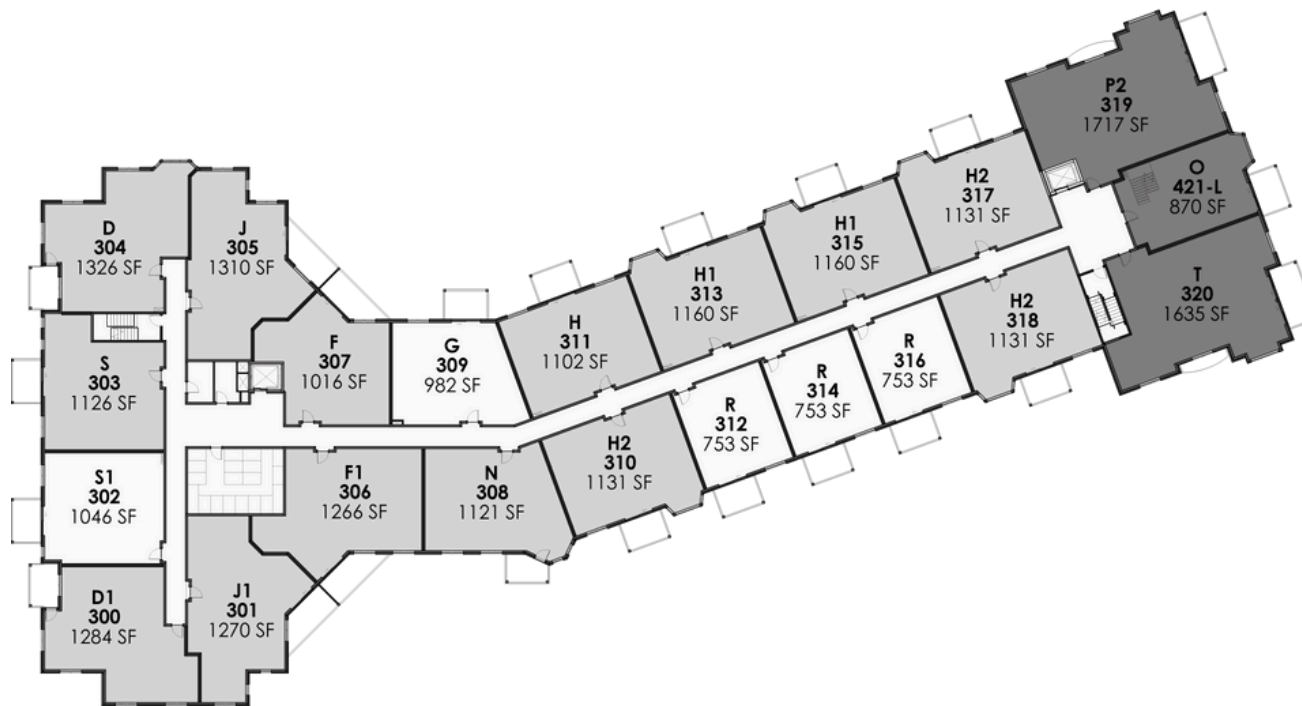 P2
319
1717 SF
O
421-L
870 SF
H2
317
1131 SF
D
304
1326 SF
J
305
1310 SF
H1
315
1160 SF
H1
313
1160 SF
T
320
1635 SF
H2
318
1131 SF
H
311
1102 SF
F
307
1016 SF
G
309
982 SF
R
316
753 SF
S
303
1126 SF
R
314
753 SF
R
312
753 SF
H2
310
1131 SF
S1
302
1046 SF
F1
306
1266 SF
N
308
1121 SF
D1
300
1284 SF
J1
301
1270 SF